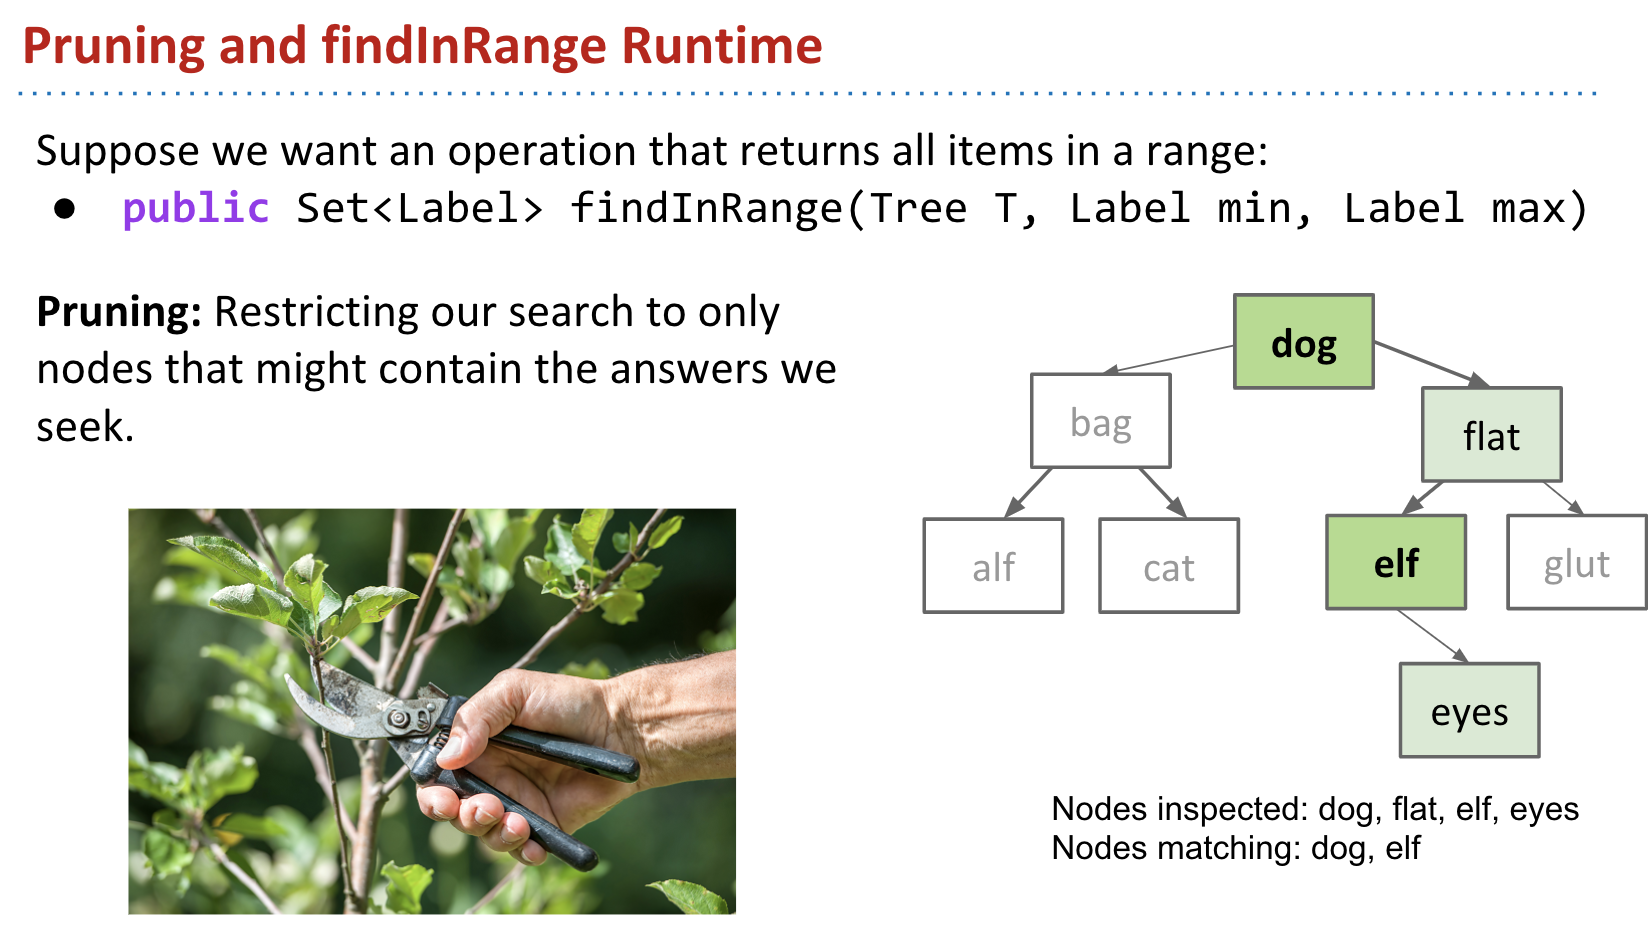 Pruning and findInRange Runtime
Suppose we want an operation that returns all items in a range:
● public Set<Label> findInRange(Tree T, Label min, Label max)
Pruning: Restricting our search to only
nodes that might contain the answers we
seek.
dog
bag
flat
alf
cat
elf
glut
eyes
Nodes inspected: dog, flat, elf, eyes
Nodes matching: dog, elf